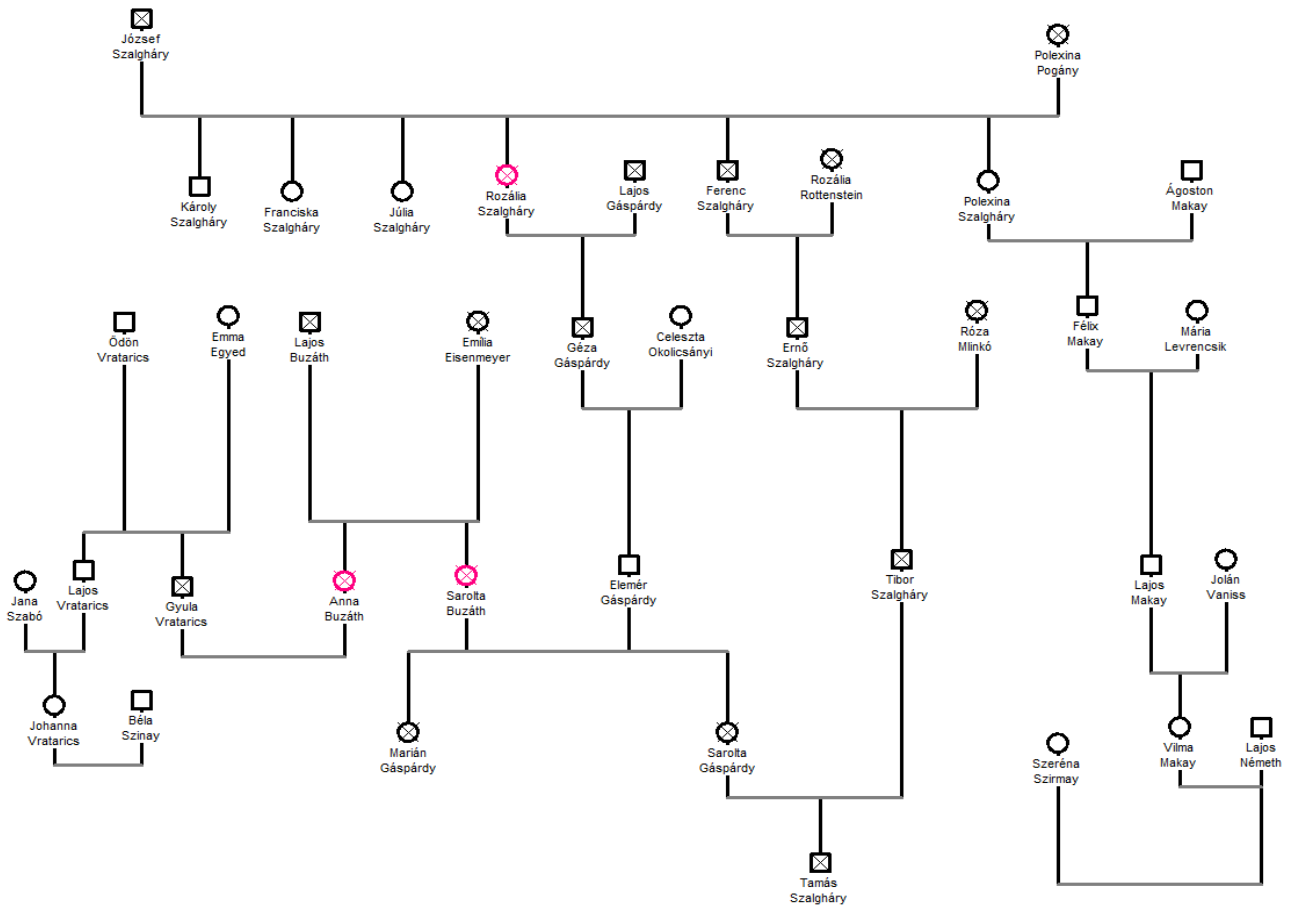 József
Szalgháry
Polexina
Pogány
Károly
Szalgháry
Franciska
Szalgháry
Júlia
Szalgháry
Rozália
Szalgháry
Lajos
Gáspárdy
Ferenc
Szalgháry
Rozália
Rottenstein
Polexina
Szalgháry
Ágoston
Makay
Ödön
Vratarics
Emma
Egyed
Lajos
Buzáth
Emília
Eisenmeyer
Géza
Gáspárdy
Celeszta
Okolicsányi
Ernő
Szalgháry
Róza
Mlinkó
Félix
Makay
Mária
Levrencsik
Jana
Szabó
Lajos
Vratarics
Gyula
Vratarics
Anna
Buzáth
Sarolta
Buzáth
Elemér
Gáspárdy
Tibor
Szalgháry
Lajos
Makay
Jolán
Vaniss
Johanna
Vratarics
Béla
Szinay
Marián
Gáspárdy
Sarolta
Gáspárdy
Szeréna
Szirmay
Vilma
Makay
Lajos
Németh
Tamás
Szalgháry